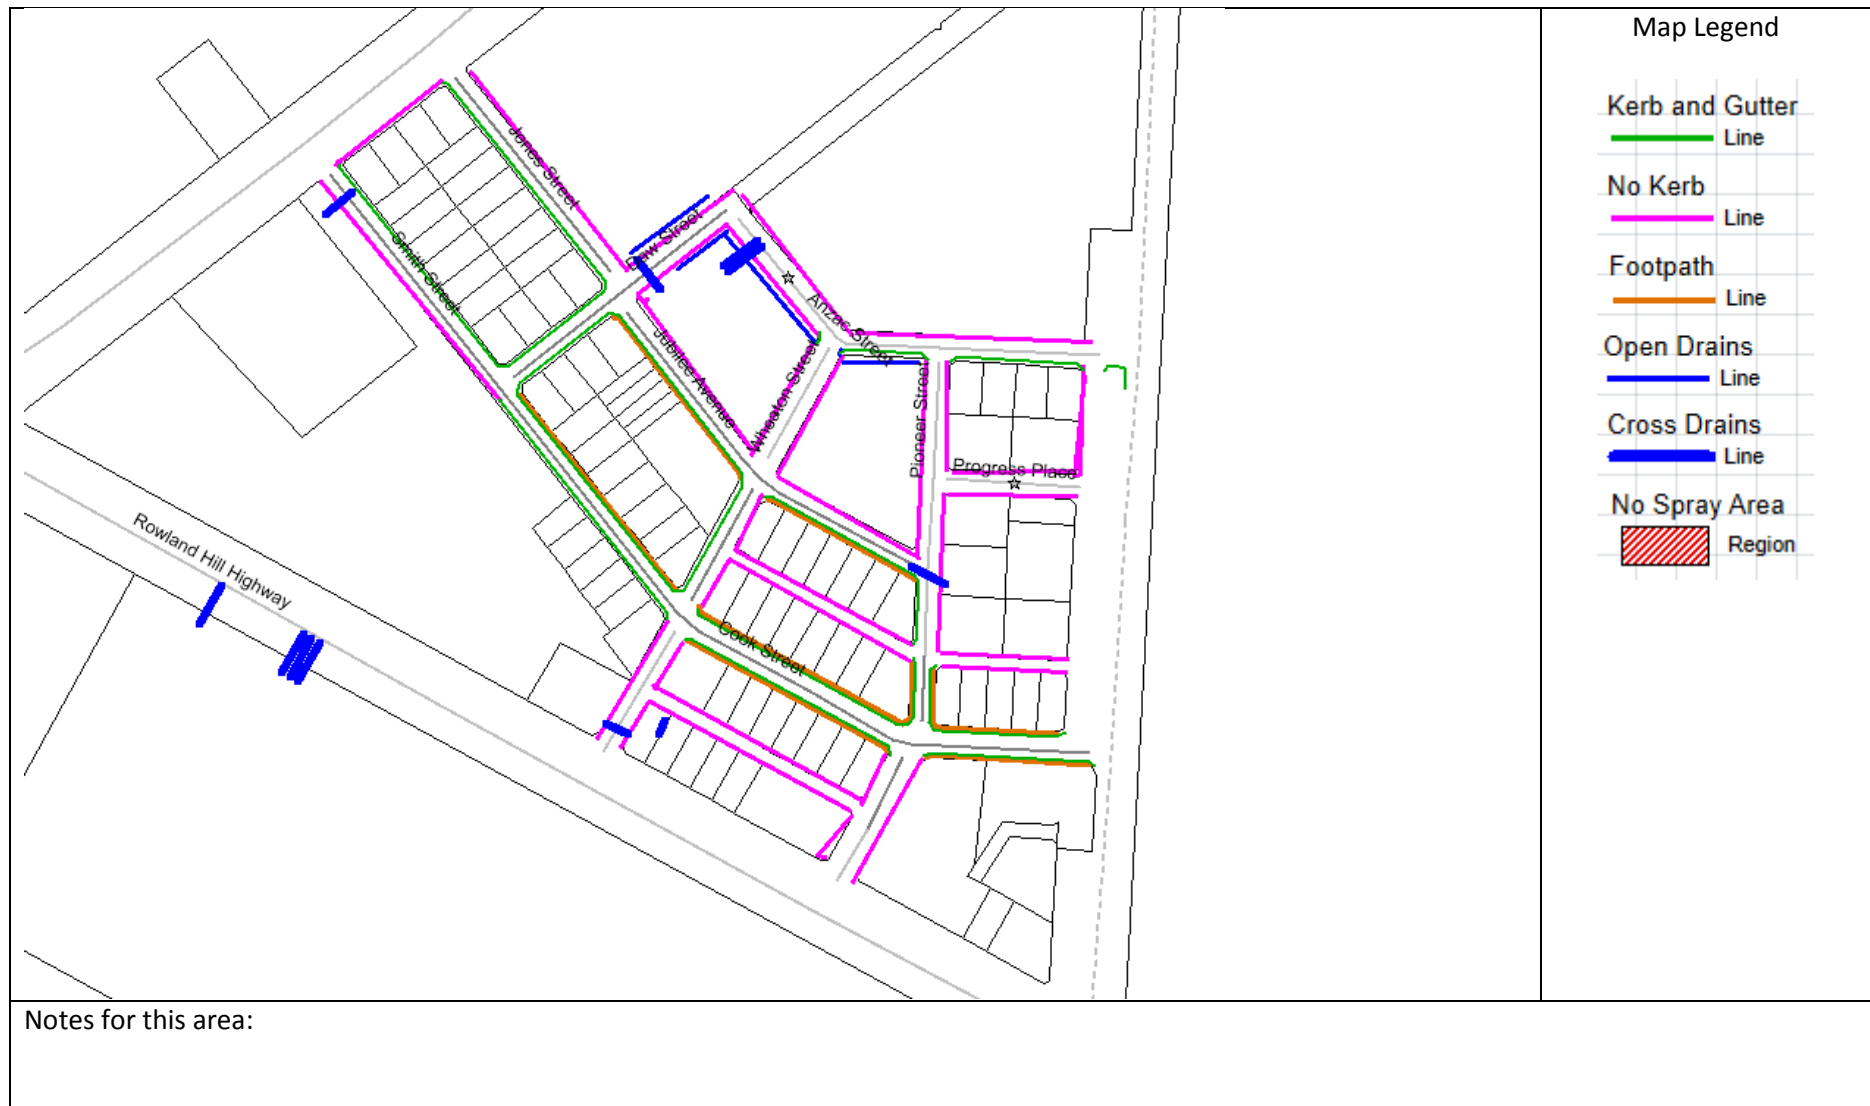 Map Legend
Kerb and Gutter
Line
No Kerb
Line
Footpath
Line
Open Drains
Line
Cross Drains
Line
No Spray Area
Region
Jones Street
Smith Street
Street
Jubilee Avenue
Wheaton Street
Anzac Street
Pioneer Street
Progress Place
Cook Street
Rowland Hill Highway
Notes for this area: